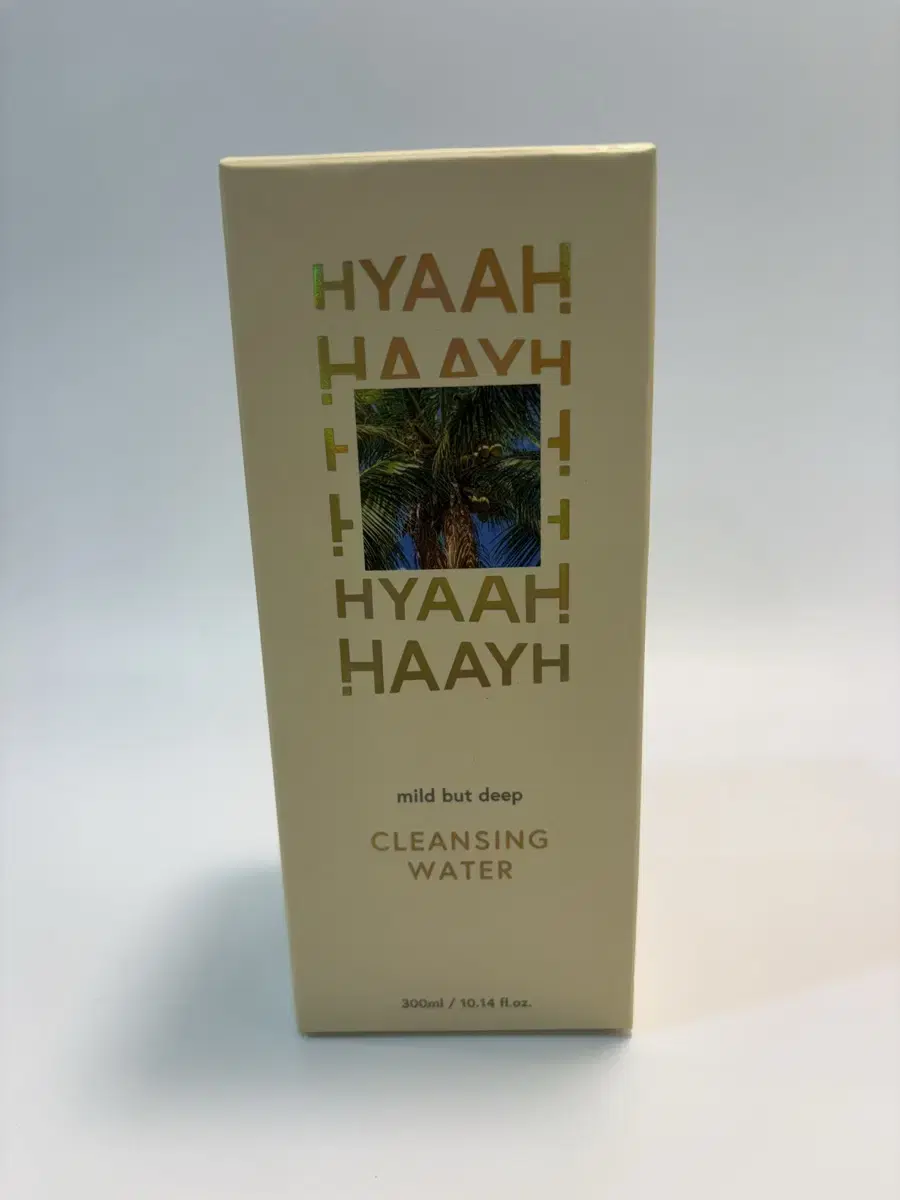 HYAAH!
HAAYH
HYAAH!
HAAYH
mild but deep
CLEANSING
WATER
300ml / 10.14 fl.oz.